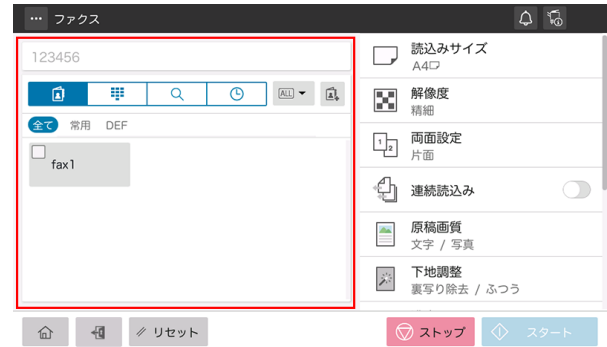 ファクス
123456
ALL
全て 常用 DEF
fax1
読込みサイズ
A4
解像度
精細
両面設定
片面
1 2
連続読込み
原稿画質
文字 / 写真
下地調整
裏写り除去 / ふつう
リセット
ストップ
スタート